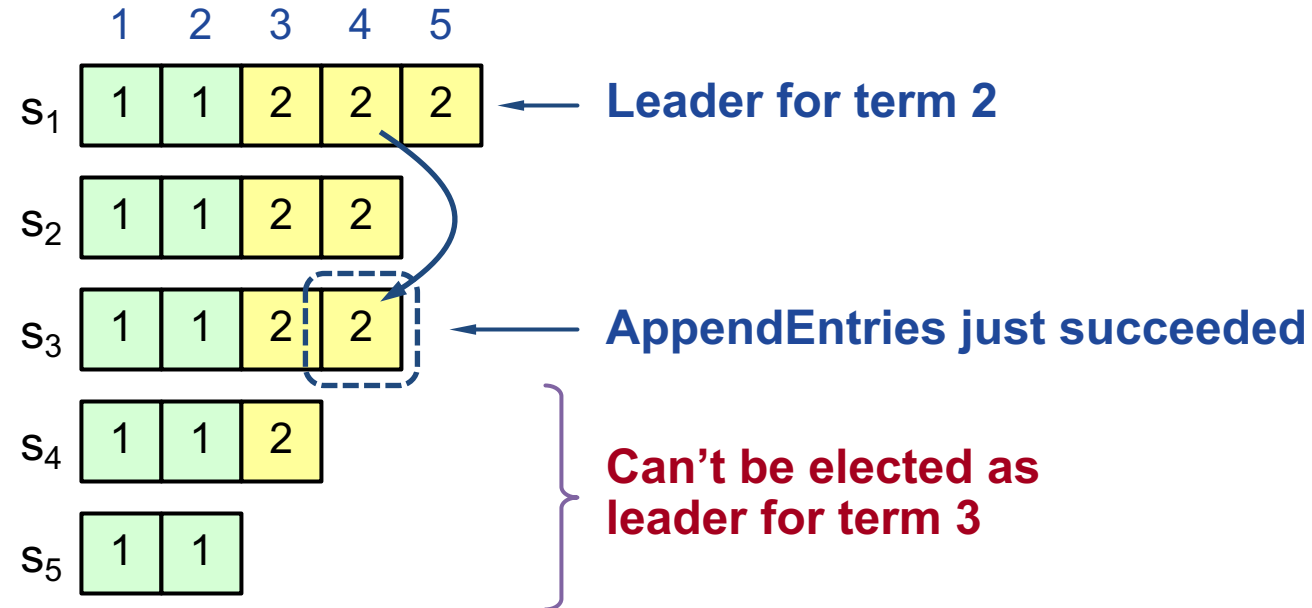 1 2 3 4 5
s1 1 1 2 2 2 Leader for term 2
s2 1 1 2 2
s3 1 1 2 2 AppendEntries just succeeded
s4 1 1 2
Can’t be elected as
leader for term 3
s5 1 1